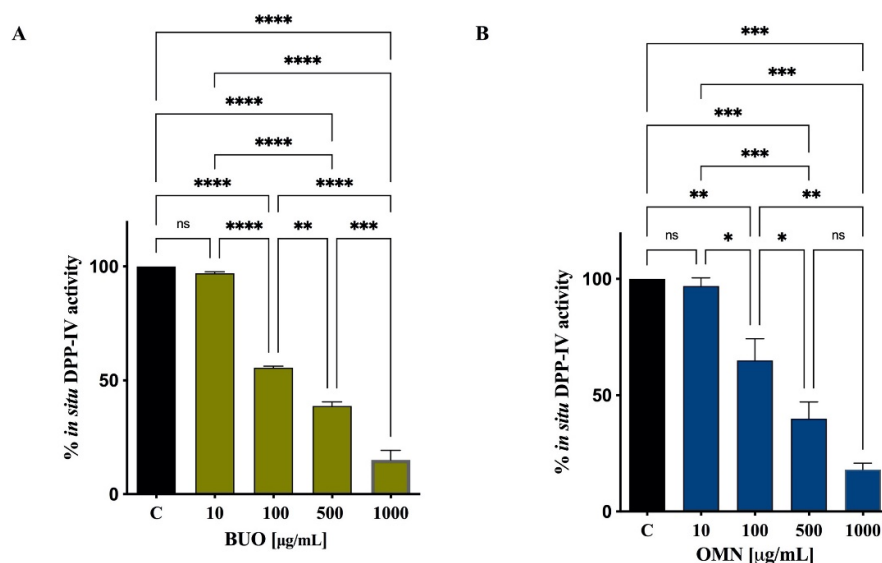 A
****
****
****
****
****
****
ns
****
**
***
100
50
0
% in situ DPP-IV activity
C
10
100
500
1000
BUO [µg/mL]
B
***
***
***
***
**
**
ns
*
*
ns
100
50
0
% in situ DPP-IV activity
C
10
100
500
1000
OMN [µg/mL]